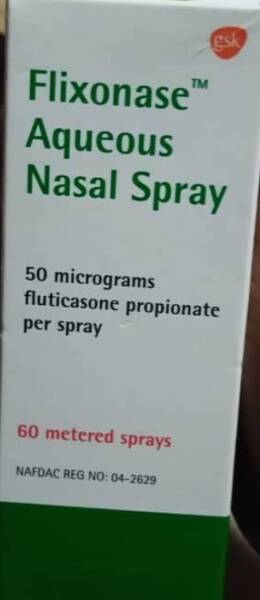 gsk
Flixonase™
Aqueous
Nasal Spray
50 micrograms
fluticasone propionate
per spray
60 metered sprays
NAFDAC REG NO: 04-2629